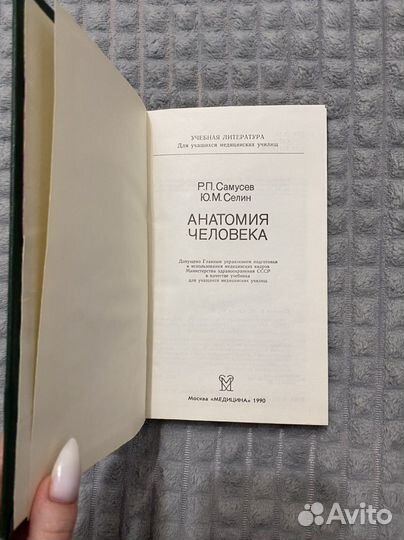 УЧЕБНАЯ ЛИТЕРАТУРА
Для учащихся медицинских училищ
Р.П. Самусев
Ю.М. Селин
АНАТОМИЯ
ЧЕЛОВЕКА
Допущено Главным управлением подготовки
и использования медицинских кадров
Министерства здравоохранения СССР
в качестве учебника
для учащихся медицинских училищ
Москва «МЕДИЦИНА» 1990
Avito